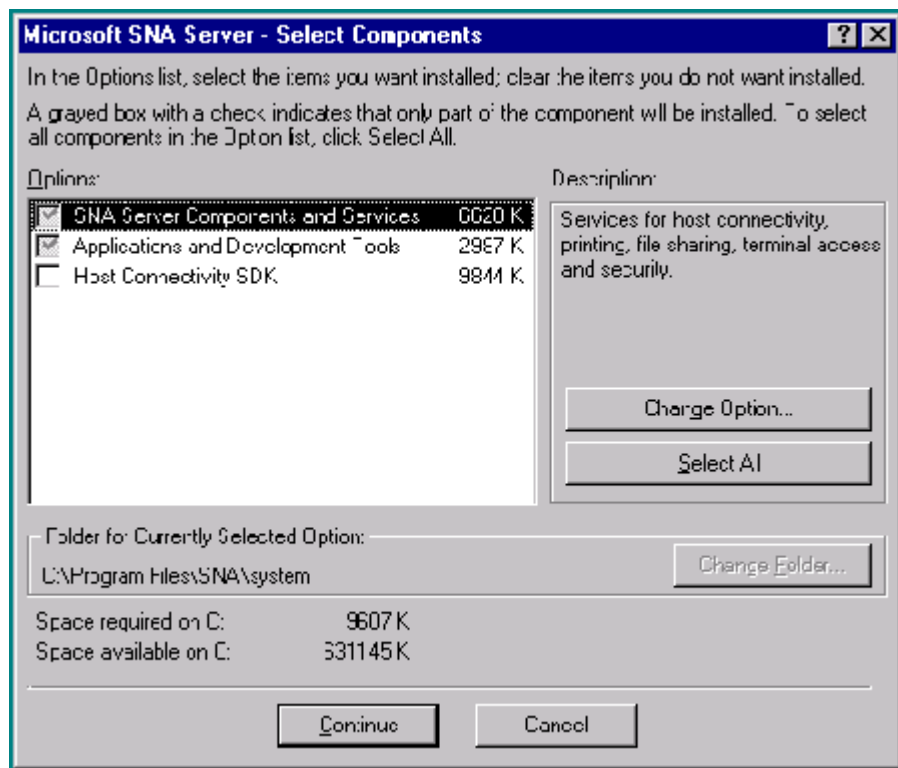 Microsoft SNA Server - Select Components
In the Options list, select the items you want installed; clear the items you do not want installed.
A grayed box with a check indicates that only part of the component will be installed. To select
all components in the Option list, click Select All.
Options:
Description:
SNA Server Components and Services 6620 K
Applications and Development Tools 2987 K
Host Connectivity SDK 9844 K
Services for host connectivity,
printing, file sharing, terminal access
and security.
Change Option...
Select All
Folder for Currently Selected Option:
C:\Program Files\SNA\system
Change Folder...
Space required on C: 9607 K
Space available on C: 631145 K
Continue
Cancel